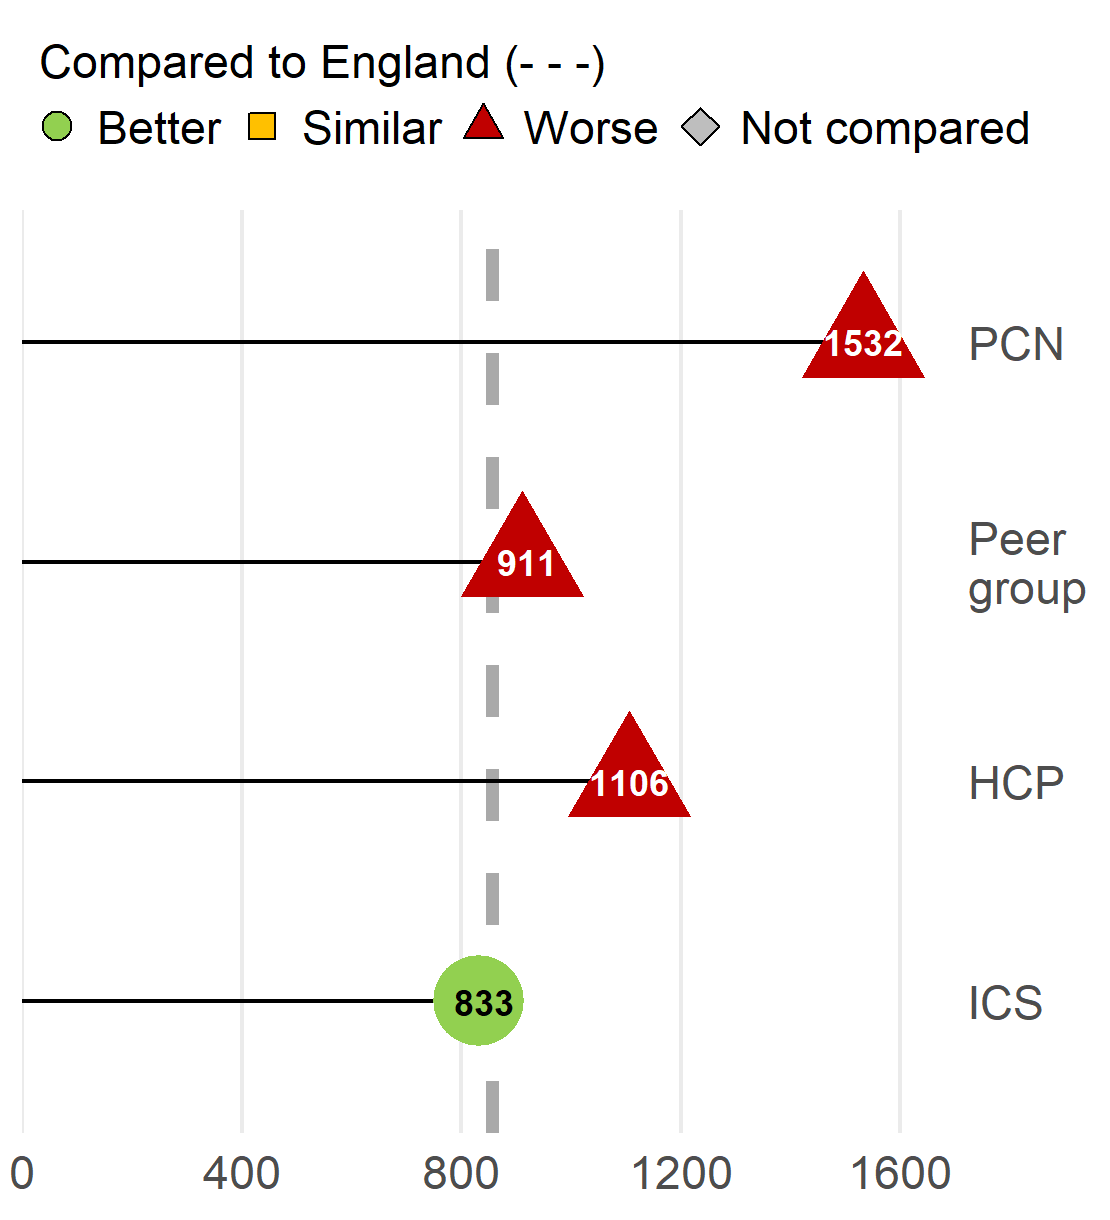 Compared to England (- - -)
Better Similar Worse Not compared
1532 PCN
911 Peer
group
1106 HCP
833 ICS
0 400 800 1200 1600